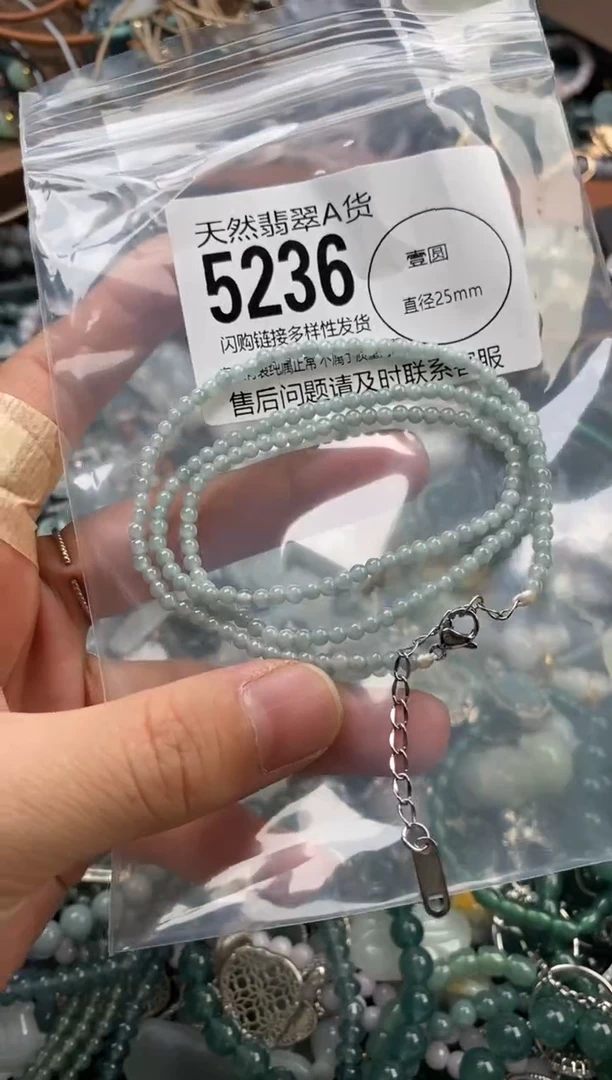 天然翡翠A货
5236
壹圆
直径25mm
闪购链接多样性发货
售后问题请及时联系客服